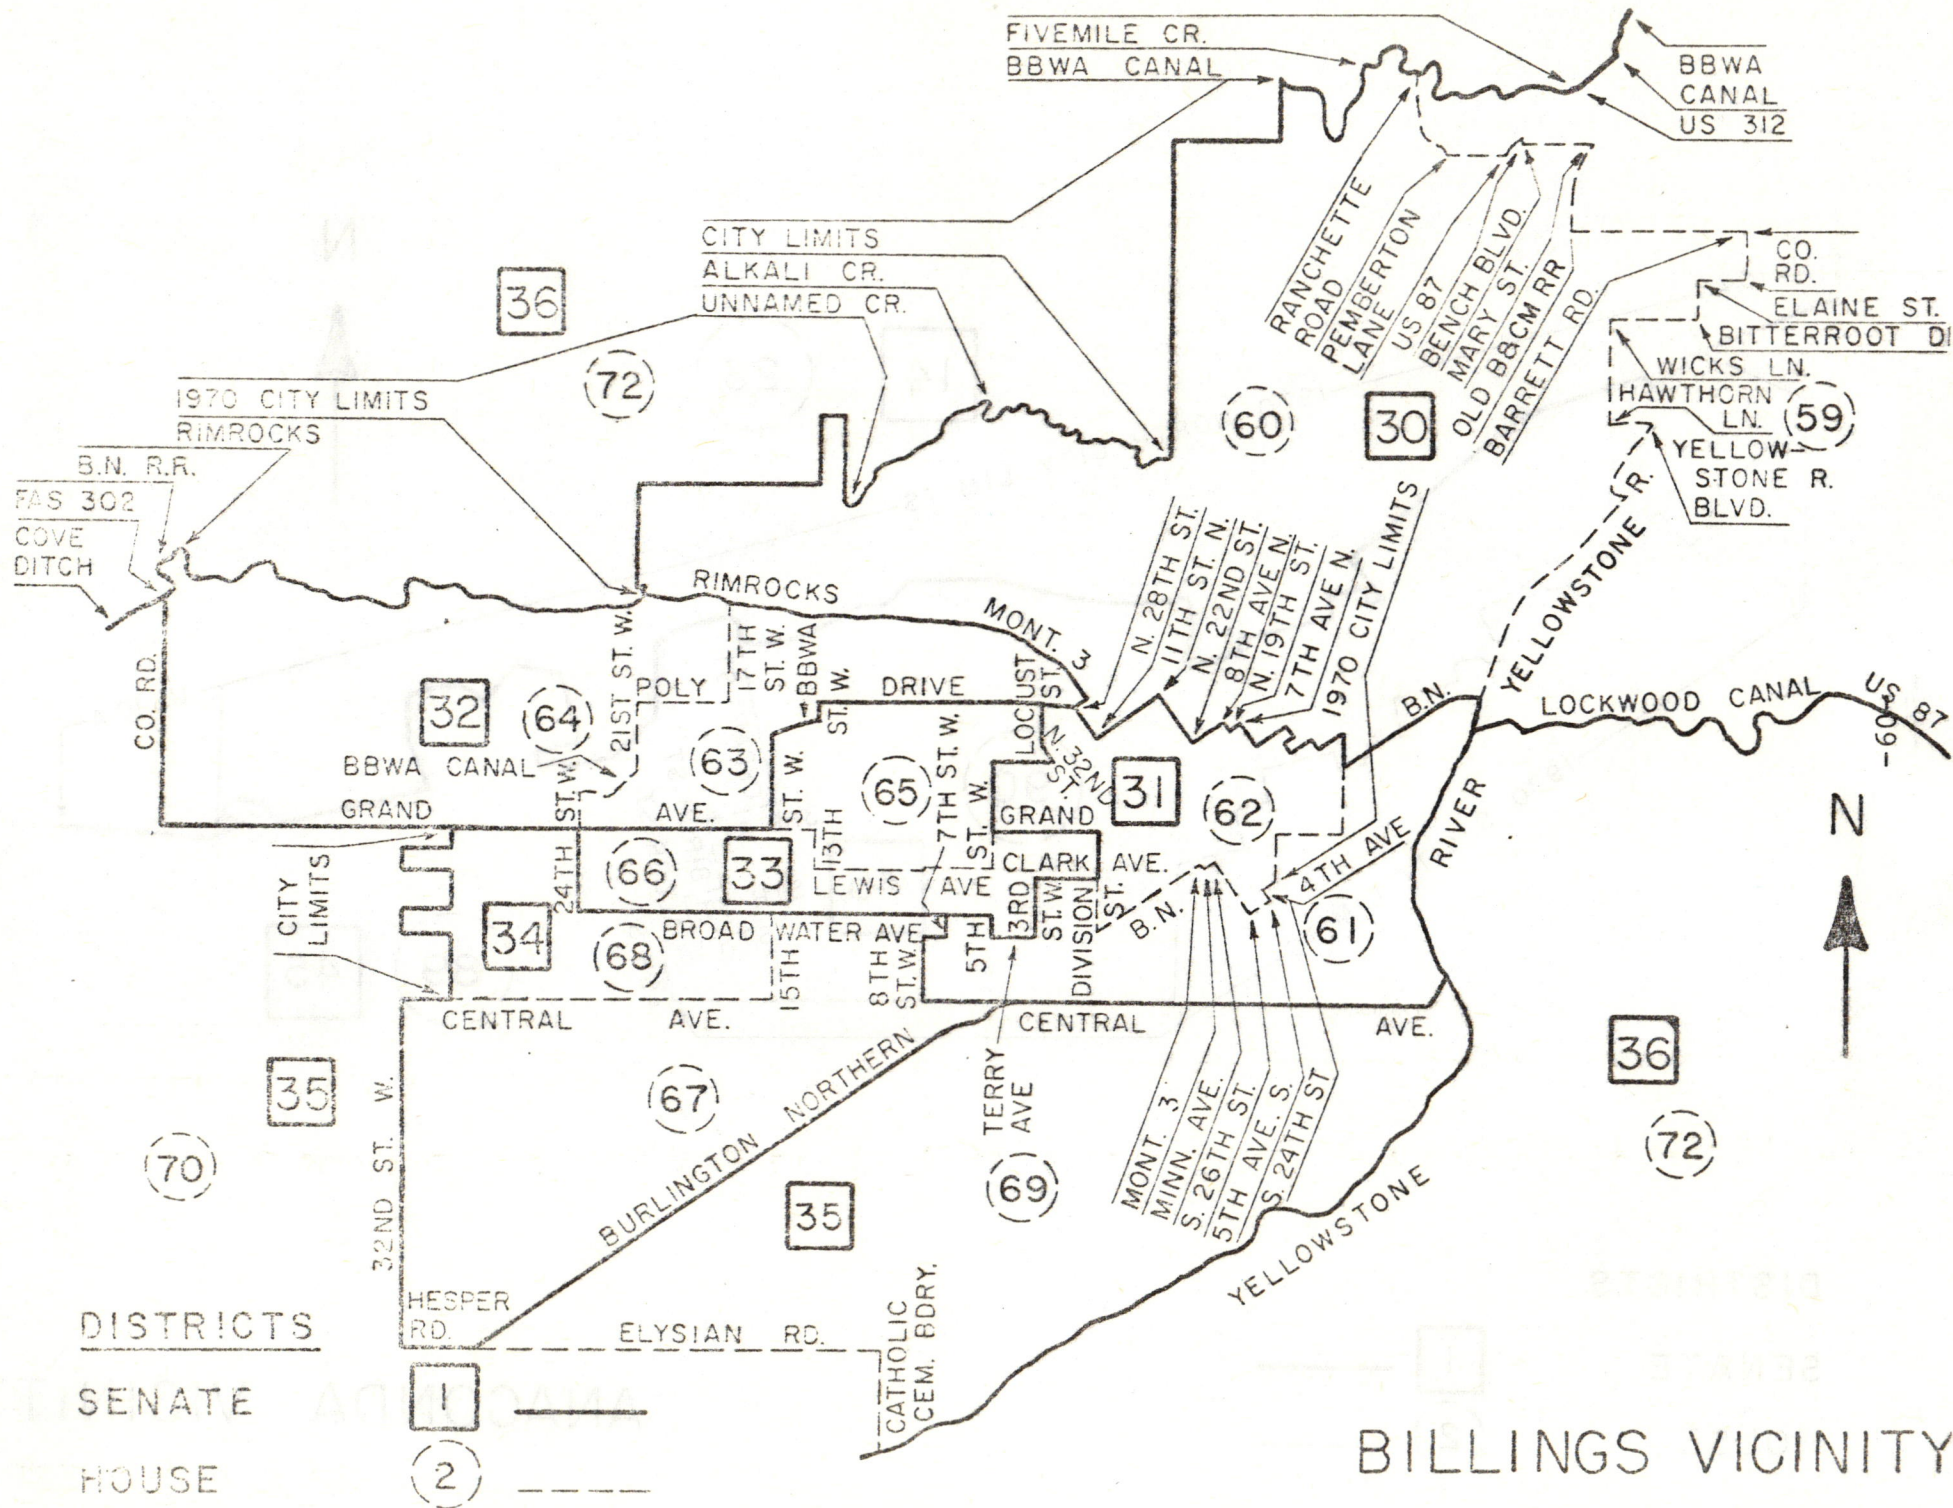 FIVEMILE CR.
BBWA CANAL
BBWA
CANAL
US 312
CITY LIMITS
ALKALI CR.
UNNAMED CR.
36
72
1970 CITY LIMITS
RIMROCKS
B.N. R.R.
FAS 302
COVE
DITCH
RANCHETTE
ROAD
PEMBERTON
LANE
US 87
BENCH BLVD.
MARY ST.
OLD B&CM RR
BARRETT RD.
CO.
RD.
ELAINE ST.
BITTERROOT D
WICKS LN.
HAWTHORN
LN.
59
YELLOW-
STONE R.
BLVD.
60
30
YELLOWSTONE R.
N. 28TH ST.
11TH ST. N.
N. 22ND ST.
8TH AVE N.
N. 19TH ST.
7TH AVE N.
1970 CITY LIMITS
RIMROCKS
MONT. 3
CO. RD.
32
64
21ST ST. W.
POLY
17TH
ST. W.
BBWA
ST. W.
DRIVE
LOCUST
ST.
B.N.
LOCKWOOD CANAL
US 87
BBWA CANAL
63
65
7TH ST. W.
N. 32ND
ST.
31
62
GRAND
AVE.
24TH ST. W.
ST. W.
13TH
ST. W
GRAND
CLARK AVE.
66
33
LEWIS AVE
3RD
ST. W.
DIVISION
ST.
B.N.
4TH AVE
61
RIVER
CITY
LIMITS
34
68
BROAD WATER AVE
15TH
8TH
ST. W.
5TH
CENTRAL AVE.
CENTRAL AVE.
N
-60-
35
70
32ND ST. W.
67
BURLINGTON NORTHERN
TERRY
AVE
69
35
MONT. 3
MINN. AVE.
S. 26TH ST.
5TH AVE. S.
S. 24TH ST
36
72
YELLOWSTONE
HESPER
RD.
ELYSIAN RD.
CATHOLIC
CEM. BDRY.
DISTRICTS
SENATE 1
HOUSE 2
BILLINGS VICINITY